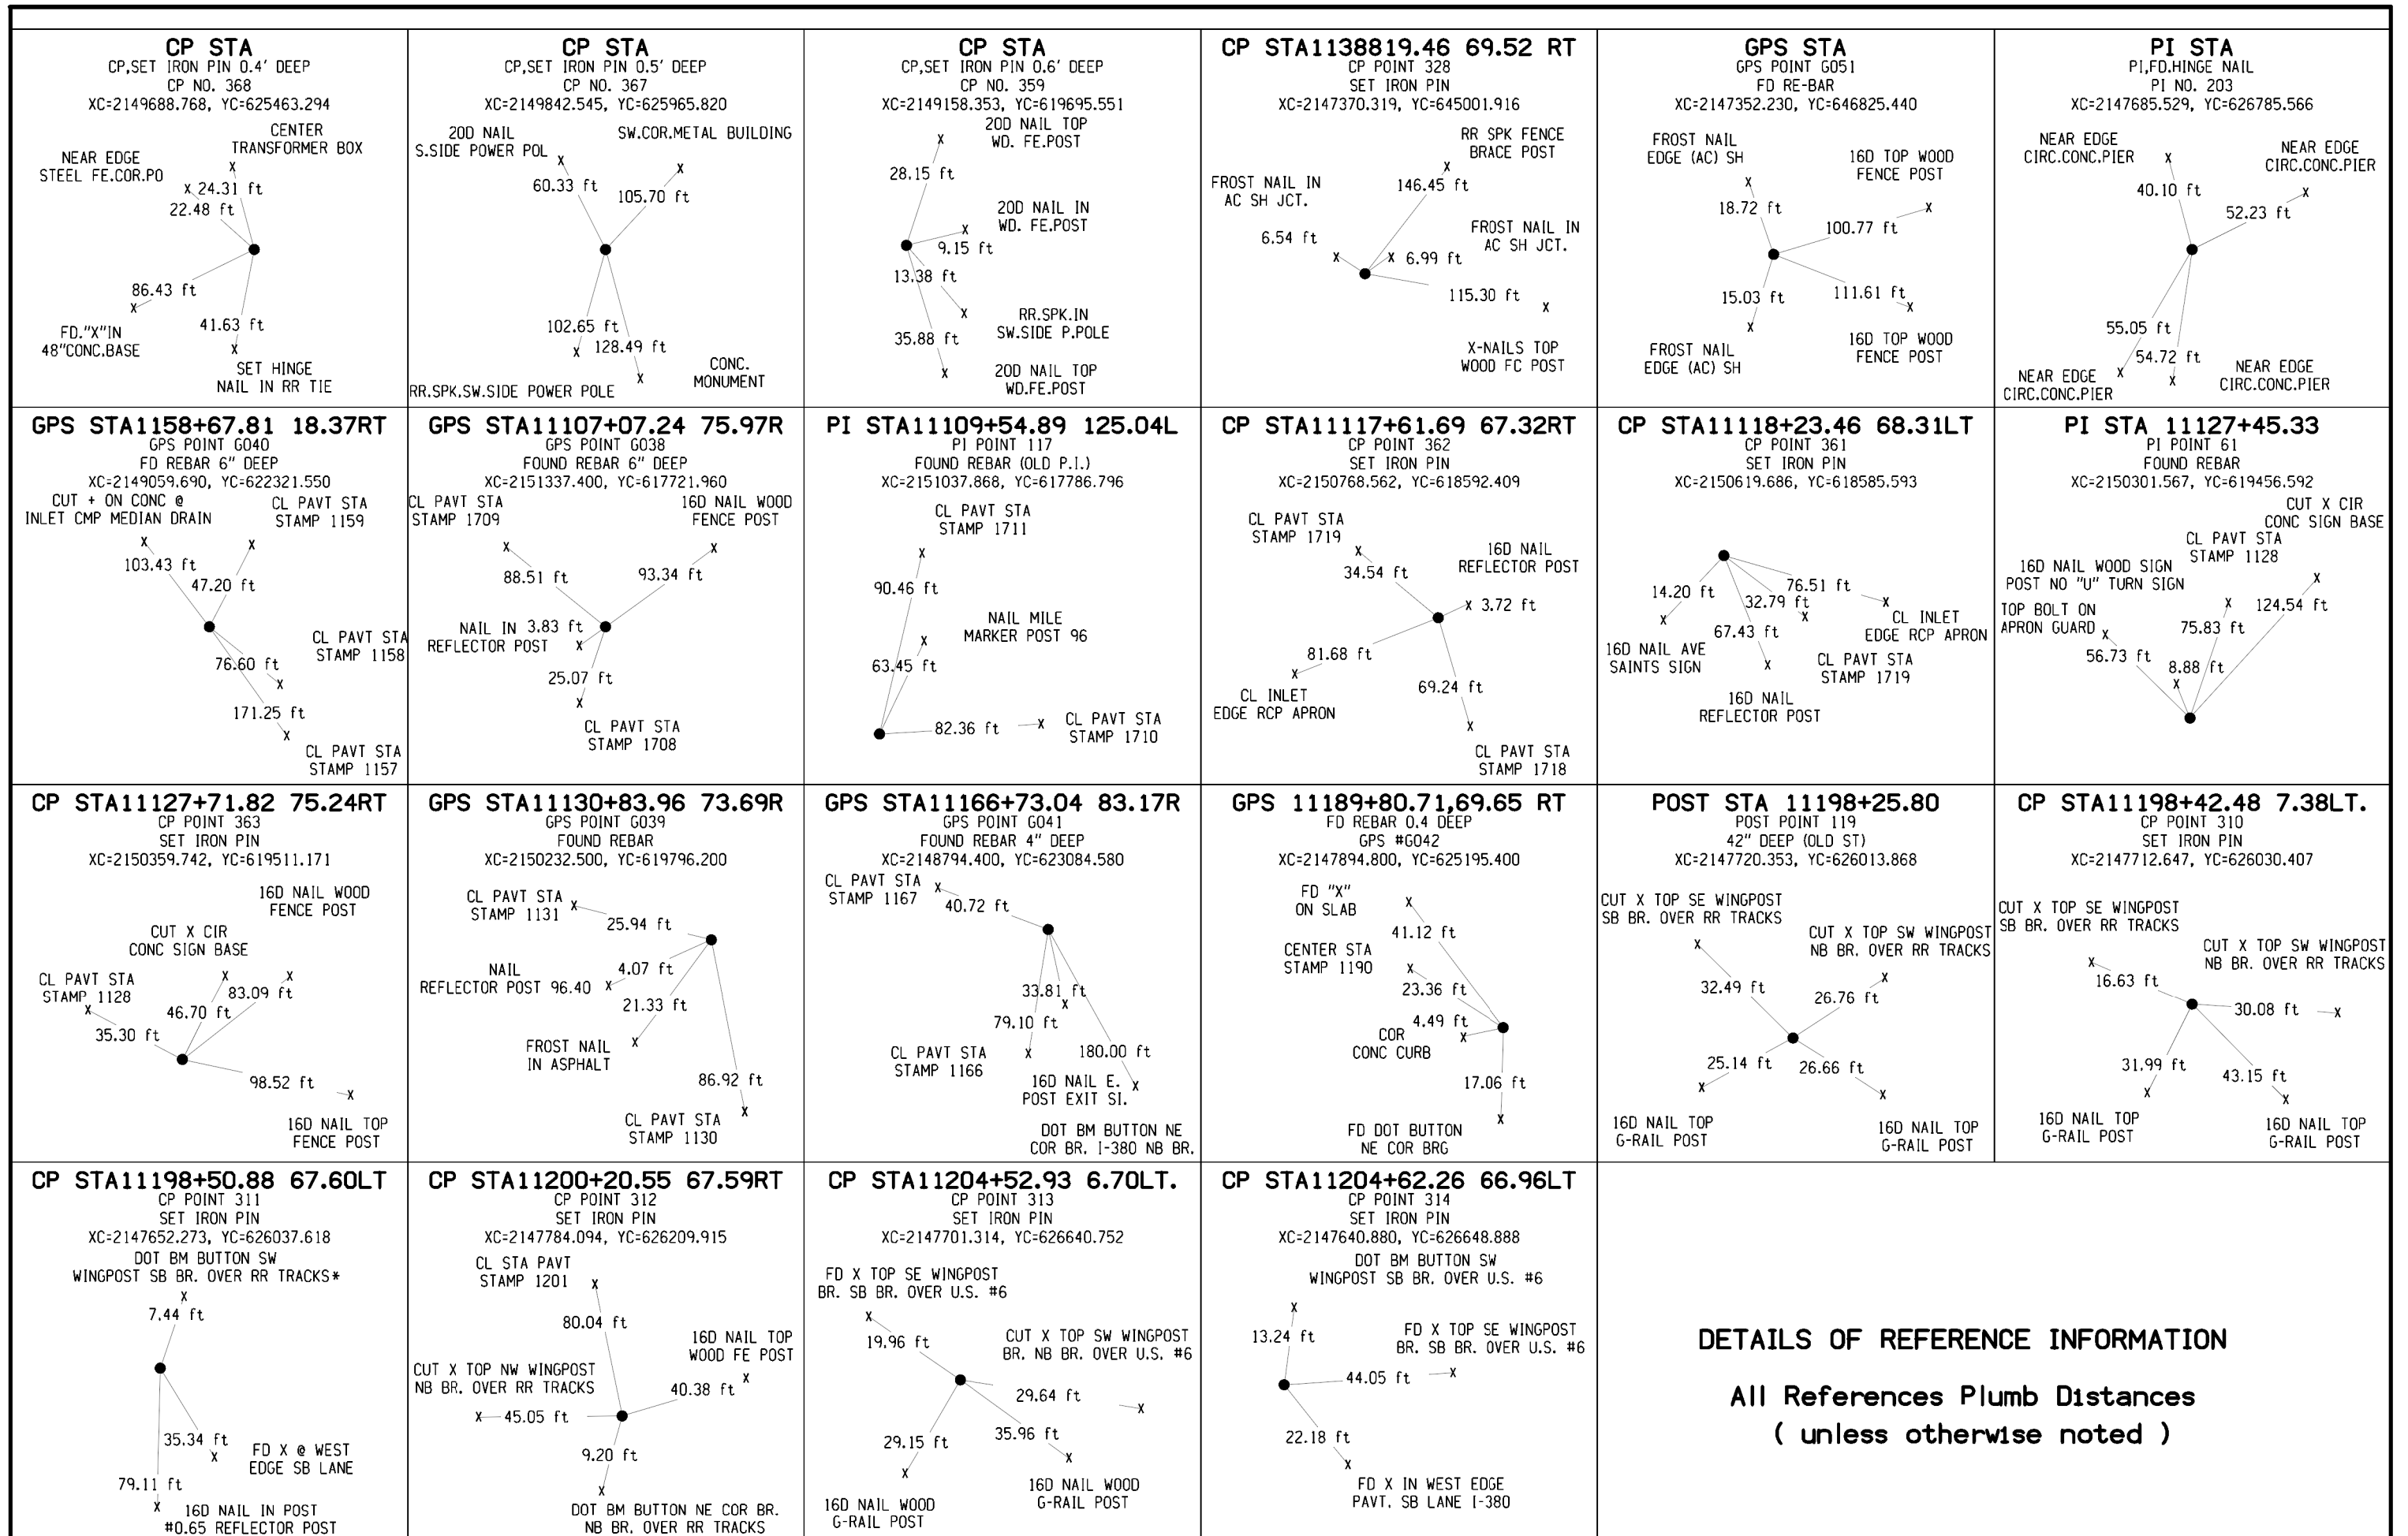 CP STA
CP,SET IRON PIN 0.4' DEEP
CP NO. 368
XC=2149688.768, YC=625463.294
CENTER
TRANSFORMER BOX
NEAR EDGE
STEEL FE.COR.PO
24.31 ft
22.48 ft
86.43 ft
FD."X"IN
48"CONC.BASE
41.63 ft
SET HINGE
NAIL IN RR TIE
CP STA
CP,SET IRON PIN 0.5' DEEP
CP NO. 367
XC=2149842.545, YC=625965.820
20D NAIL
S.SIDE POWER POL
SW.COR.METAL BUILDING
60.33 ft
105.70 ft
102.65 ft
128.49 ft
CONC.
MONUMENT
RR.SPK.SW.SIDE POWER POLE
CP STA
CP,SET IRON PIN 0.6' DEEP
CP NO. 359
XC=2149158.353, YC=619695.551
20D NAIL TOP
WD. FE.POST
28.15 ft
20D NAIL IN
WD. FE.POST
9.15 ft
13.38 ft
RR.SPK.IN
SW.SIDE P.POLE
35.88 ft
20D NAIL TOP
WD.FE.POST
CP STA1138819.46 69.52 RT
CP POINT 328
SET IRON PIN
XC=2147370.319, YC=645001.916
RR SPK FENCE
BRACE POST
146.45 ft
FROST NAIL IN
AC SH JCT.
6.54 ft
FROST NAIL IN
AC SH JCT.
6.99 ft
115.30 ft
X-NAILS TOP
WOOD FC POST
GPS STA
GPS POINT GO51
FD RE-BAR
XC=2147352.230, YC=646825.440
FROST NAIL
EDGE (AC) SH
16D TOP WOOD
FENCE POST
18.72 ft
100.77 ft
15.03 ft
111.61 ft
FROST NAIL
EDGE (AC) SH
16D TOP WOOD
FENCE POST
PI STA
PI,FD.HINGE NAIL
PI NO. 203
XC=2147685.529, YC=626785.566
NEAR EDGE
CIRC.CONC.PIER
NEAR EDGE
CIRC.CONC.PIER
40.10 ft
52.23 ft
55.05 ft
54.72 ft
NEAR EDGE
CIRC.CONC.PIER
NEAR EDGE
CIRC.CONC.PIER
GPS STA1158+67.81 18.37RT
GPS POINT G040
FD REBAR 6" DEEP
XC=2149059.690, YC=622321.550
CUT + ON CONC @
INLET CMP MEDIAN DRAIN
CL PAVT STA
STAMP 1159
103.43 ft
47.20 ft
CL PAVT STA
STAMP 1158
76.60 ft
171.25 ft
CL PAVT STA
STAMP 1157
GPS STA11107+07.24 75.97R
GPS POINT G038
FOUND REBAR 6" DEEP
XC=2151337.400, YC=617721.960
CL PAVT STA
STAMP 1709
16D NAIL WOOD
FENCE POST
88.51 ft
93.34 ft
NAIL IN
REFLECTOR POST
3.83 ft
25.07 ft
CL PAVT STA
STAMP 1708
PI STA11109+54.89 125.04L
PI POINT 117
FOUND REBAR (OLD P.I.)
XC=2151037.868, YC=617786.796
CL PAVT STA
STAMP 1711
90.46 ft
NAIL MILE
MARKER POST 96
63.45 ft
82.36 ft
CL PAVT STA
STAMP 1710
CP STA11117+61.69 67.32RT
CP POINT 362
SET IRON PIN
XC=2150768.562, YC=618592.409
CL PAVT STA
STAMP 1719
34.54 ft
16D NAIL
REFLECTOR POST
3.72 ft
81.68 ft
CL INLET
EDGE RCP APRON
69.24 ft
CL PAVT STA
STAMP 1718
CP STA11118+23.46 68.31LT
CP POINT 361
SET IRON PIN
XC=2150619.686, YC=618585.593
14.20 ft
76.51 ft
32.79 ft
67.43 ft
CL INLET
EDGE RCP APRON
16D NAIL AVE
SAINTS SIGN
CL PAVT STA
STAMP 1719
16D NAIL
REFLECTOR POST
PI STA 11127+45.33
PI POINT 61
FOUND REBAR
XC=2150301.567, YC=619456.592
CUT X CIR
CONC SIGN BASE
CL PAVT STA
STAMP 1128
16D NAIL WOOD SIGN
POST NO "U" TURN SIGN
TOP BOLT ON
APRON GUARD
124.54 ft
75.83 ft
56.73 ft
8.88 ft
CP STA11127+71.82 75.24RT
CP POINT 363
SET IRON PIN
XC=2150359.742, YC=619511.171
16D NAIL WOOD
FENCE POST
CUT X CIR
CONC SIGN BASE
CL PAVT STA
STAMP 1128
83.09 ft
46.70 ft
35.30 ft
98.52 ft
16D NAIL TOP
FENCE POST
GPS STA11130+83.96 73.69R
GPS POINT G039
FOUND REBAR
XC=2150232.500, YC=619796.200
CL PAVT STA
STAMP 1131
25.94 ft
NAIL
REFLECTOR POST 96.40
4.07 ft
21.33 ft
FROST NAIL
IN ASPHALT
86.92 ft
CL PAVT STA
STAMP 1130
GPS STA11166+73.04 83.17R
GPS POINT G041
FOUND REBAR 4" DEEP
XC=2148794.400, YC=623084.580
CL PAVT STA
STAMP 1167
40.72 ft
33.81 ft
79.10 ft
CL PAVT STA
STAMP 1166
180.00 ft
16D NAIL E.
POST EXIT SI.
DOT BM BUTTON NE
COR BR. I-380 NB BR.
GPS 11189+80.71,69.65 RT
FD REBAR 0.4 DEEP
GPS #G042
XC=2147894.800, YC=625195.400
FD "X"
ON SLAB
41.12 ft
CENTER STA
STAMP 1190
23.36 ft
4.49 ft
COR
CONC CURB
17.06 ft
FD DOT BUTTON
NE COR BRG
POST STA 11198+25.80
POST POINT 119
42" DEEP (OLD ST)
XC=2147720.353, YC=626013.868
CUT X TOP SE WINGPOST
SB BR. OVER RR TRACKS
CUT X TOP SW WINGPOST
NB BR. OVER RR TRACKS
32.49 ft
26.76 ft
25.14 ft
26.66 ft
16D NAIL TOP
G-RAIL POST
16D NAIL TOP
G-RAIL POST
CP STA11198+42.48 7.38LT.
CP POINT 310
SET IRON PIN
XC=2147712.647, YC=626030.407
CUT X TOP SE WINGPOST
SB BR. OVER RR TRACKS
CUT X TOP SW WINGPOST
NB BR. OVER RR TRACKS
16.63 ft
30.08 ft
31.99 ft
43.15 ft
16D NAIL TOP
G-RAIL POST
16D NAIL TOP
G-RAIL POST
CP STA11198+50.88 67.60LT
CP POINT 311
SET IRON PIN
XC=2147652.273, YC=626037.618
DOT BM BUTTON SW
WINGPOST SB BR. OVER RR TRACKS*
7.44 ft
35.34 ft
FD X @ WEST
EDGE SB LANE
79.11 ft
16D NAIL IN POST
#0.65 REFLECTOR POST
CP STA11200+20.55 67.59RT
CP POINT 312
SET IRON PIN
XC=2147784.094, YC=626209.915
CL STA PAVT
STAMP 1201
80.04 ft
16D NAIL TOP
WOOD FE POST
CUT X TOP NW WINGPOST
NB BR. OVER RR TRACKS
40.38 ft
45.05 ft
9.20 ft
DOT BM BUTTON NE COR BR.
NB BR. OVER RR TRACKS
CP STA11204+52.93 6.70LT.
CP POINT 313
SET IRON PIN
XC=2147701.314, YC=626640.752
FD X TOP SE WINGPOST
BR. SB BR. OVER U.S. #6
19.96 ft
CUT X TOP SW WINGPOST
BR. NB BR. OVER U.S. #6
29.64 ft
29.15 ft
35.96 ft
16D NAIL WOOD
G-RAIL POST
16D NAIL WOOD
G-RAIL POST
CP STA11204+62.26 66.96LT
CP POINT 314
SET IRON PIN
XC=2147640.880, YC=626648.888
DOT BM BUTTON SW
WINGPOST SB BR. OVER U.S. #6
13.24 ft
FD X TOP SE WINGPOST
BR. SB BR. OVER U.S. #6
44.05 ft
22.18 ft
FD X IN WEST EDGE
PAVT. SB LANE I-380
DETAILS OF REFERENCE INFORMATION
All References Plumb Distances
( unless otherwise noted )